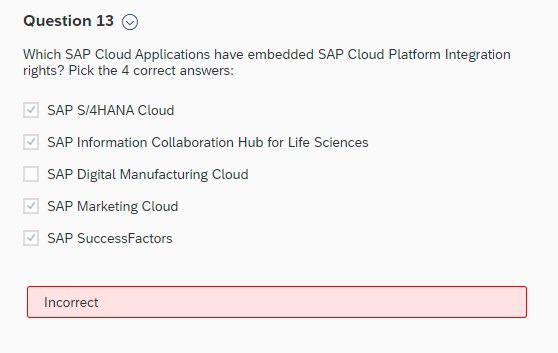 Question 13
Which SAP Cloud Applications have embedded SAP Cloud Platform Integration
rights? Pick the 4 correct answers:
SAP S/4HANA Cloud
SAP Information Collaboration Hub for Life Sciences
SAP Digital Manufacturing Cloud
SAP Marketing Cloud
SAP SuccessFactors
Incorrect